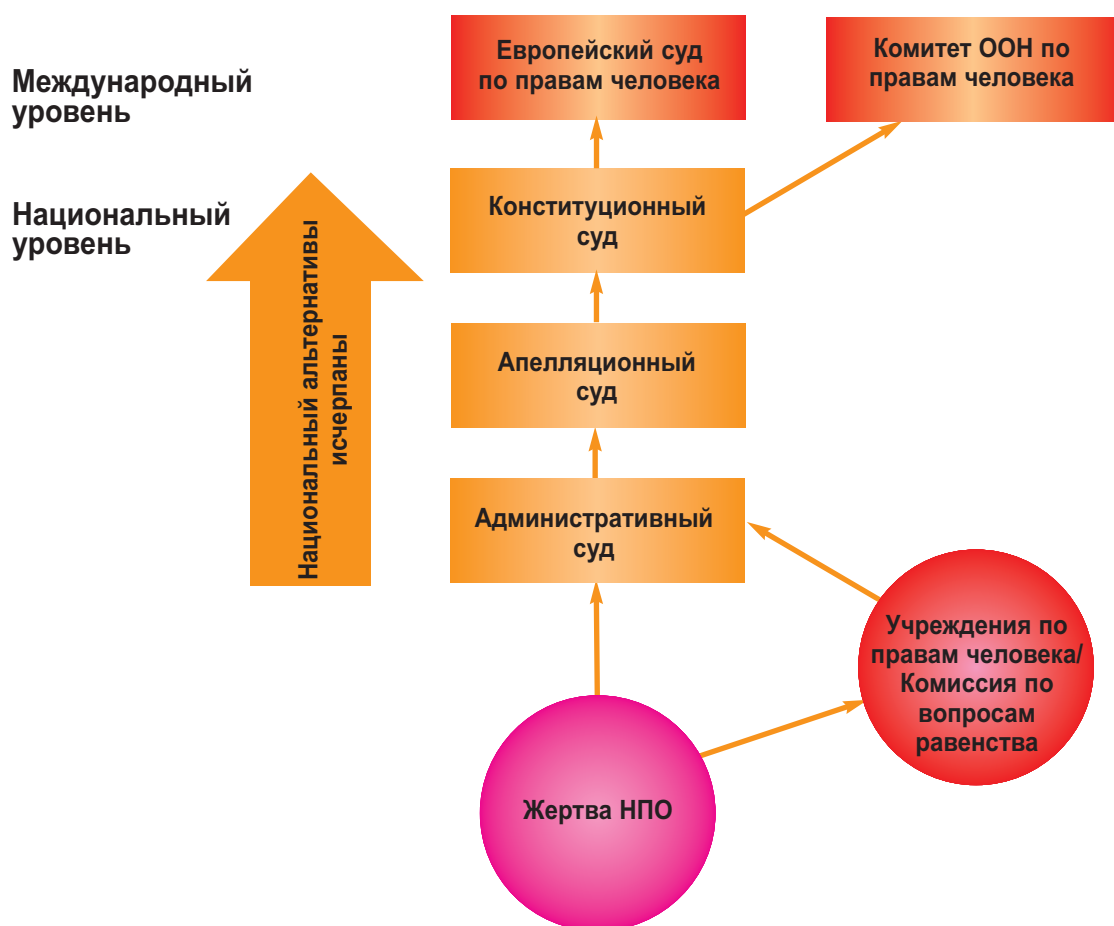 Международный
уровень
Европейский суд
по правам человека
Комитет ООН по
правам человека
Национальный
уровень
Национальный альтернативы
исчерпаны
Конституционный
суд
Апелляционный
суд
Административный
суд
Учреждения по
правам человека/
Комиссия по
вопросам
равенства
Жертва НПО